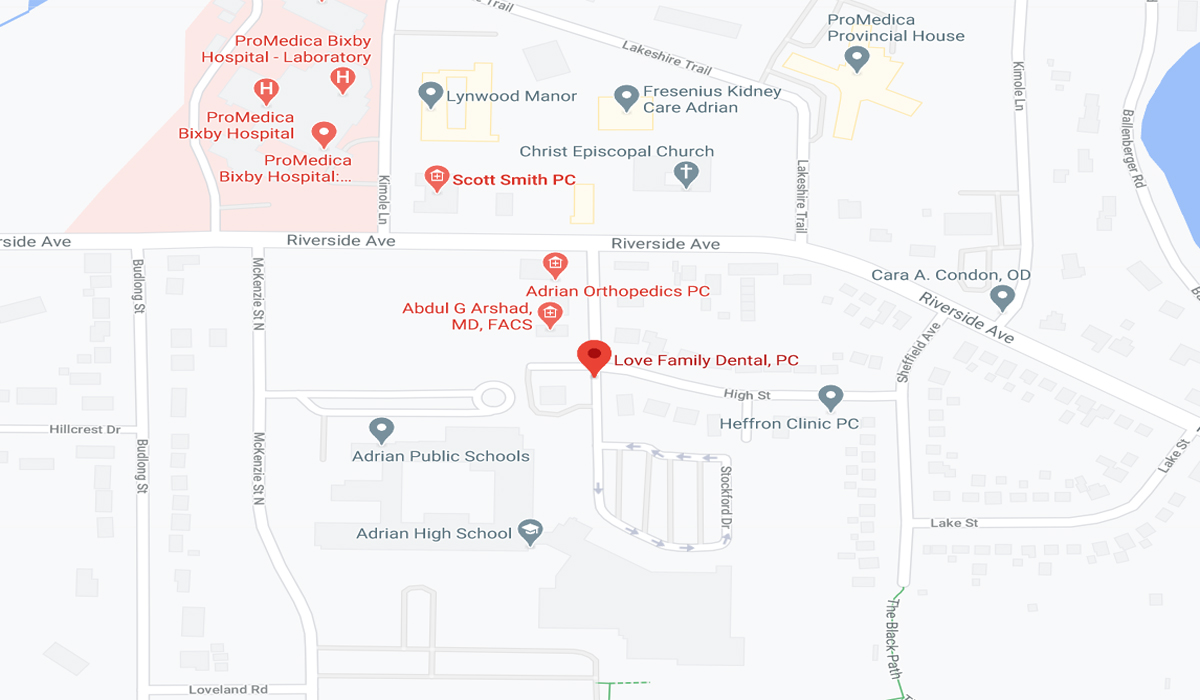 Trail
ProMedica
Provincial House
ProMedica Bixby
Hospital - Laboratory
Lakeshire Trail
Kimole Ln
Lynwood Manor
Fresenius Kidney
Care Adrian
ProMedica
Bixby Hospital
Ballenberger Rd
ProMedica
Bixby Hospital:...
Christ Episcopal Church
Scott Smith PC
Kimole Ln
Lakeshire Trail
rside Ave
Riverside Ave
Riverside Ave
Budlong St
McKenzie St N
Adrian Orthopedics PC
Cara A. Condon, OD
Riverside Ave
Abdul G Arshad,
MD, FACS
Sheffield Ave
Love Family Dental, PC
High St
Heffron Clinic PC
Hillcrest Dr
Budlong St
McKenzie St N
Adrian Public Schools
Stockford Dr
Lake St
Lake St
Adrian High School
The-Black-Path
Loveland Rd